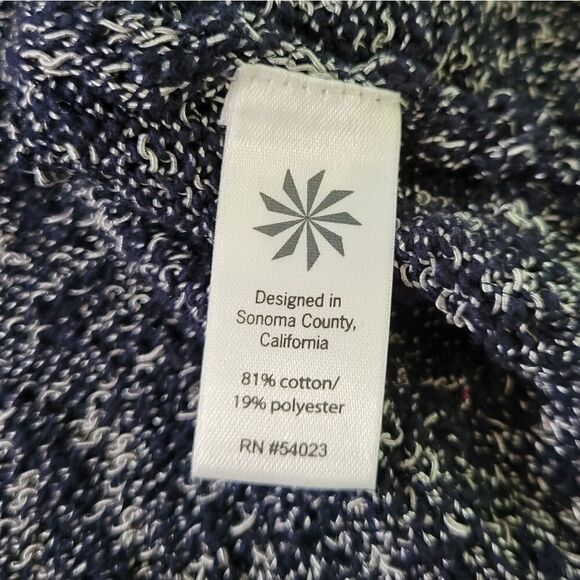 Designed in
Sonoma County,
California
81% cotton/
19% polyester
RN #54023